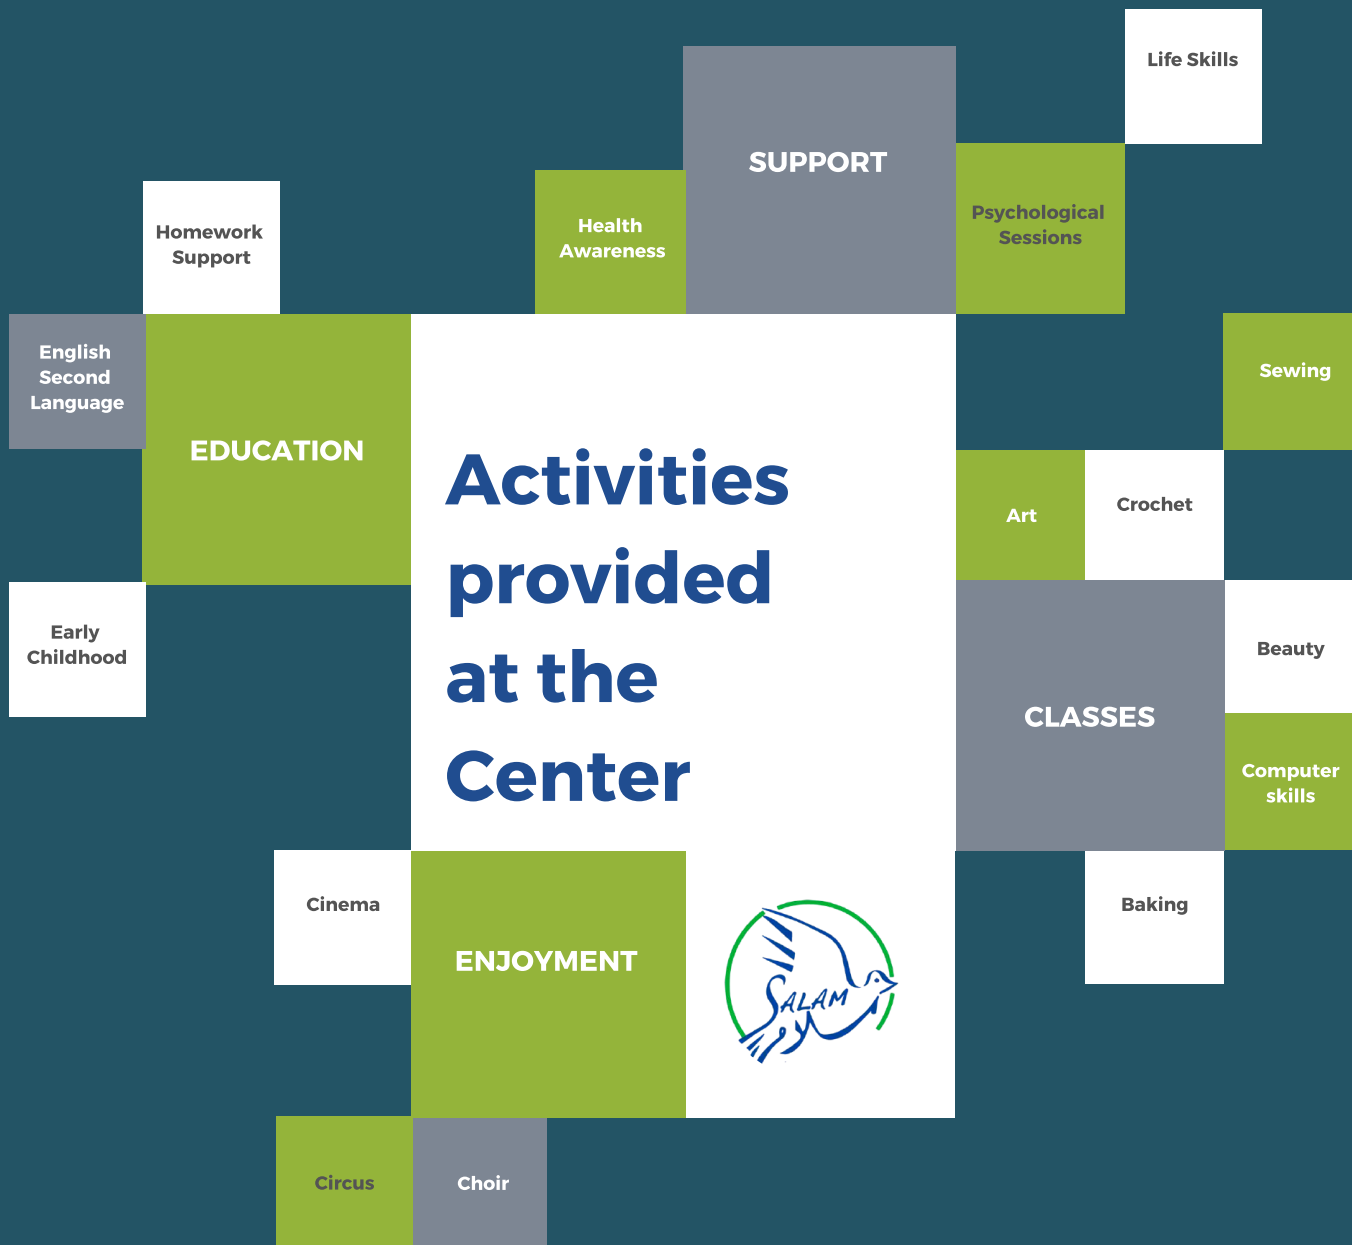 Life Skills
SUPPORT
Psychological
Sessions
Health
Awareness
Homework
Support
English
Second
Language
EDUCATION
Early
Childhood
Activities
provided
at the
Center
Sewing
Art
Crochet
CLASSES
Beauty
Computer
skills
Baking
Cinema
ENJOYMENT
SALAM
سلام
Circus
Choir